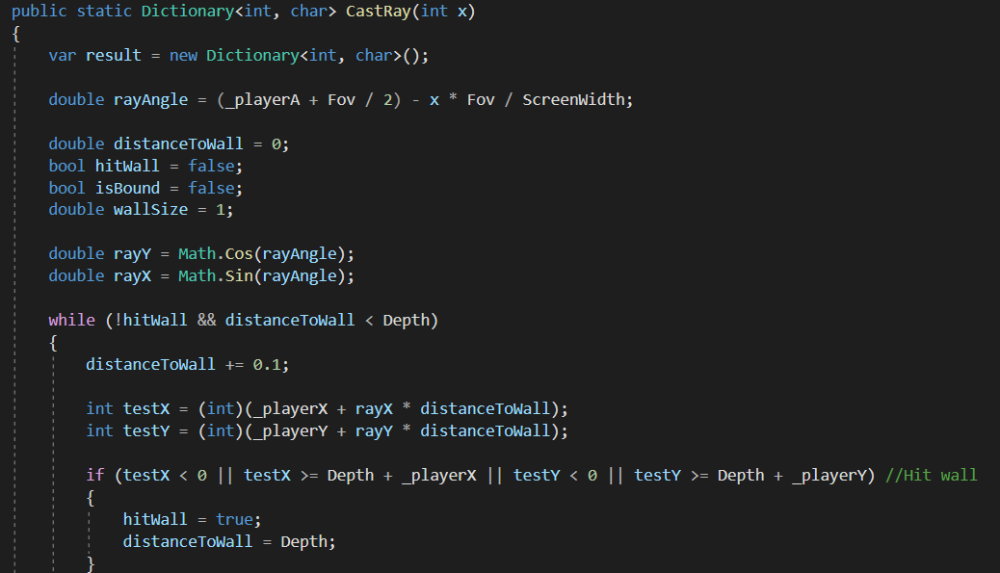 public static Dictionary<int, char> CastRay(int x)
{
var result = new Dictionary<int, char>();
double rayAngle = (_playerA + Fov / 2) - x * Fov / ScreenWidth;
double distanceToWall = 0;
bool hitWall = false;
bool isBound = false;
double wallSize = 1;
double rayY = Math.Cos(rayAngle);
double rayX = Math.Sin(rayAngle);
while (!hitWall && distanceToWall < Depth)
{
distanceToWall += 0.1;
int testX = (int)(_playerX + rayX * distanceToWall);
int testY = (int)(_playerY + rayY * distanceToWall);
if (testX < 0 || testX >= Depth + _playerX || testY < 0 || testY >= Depth + _playerY) //Hit wall
{
hitWall = true;
distanceToWall = Depth;
}